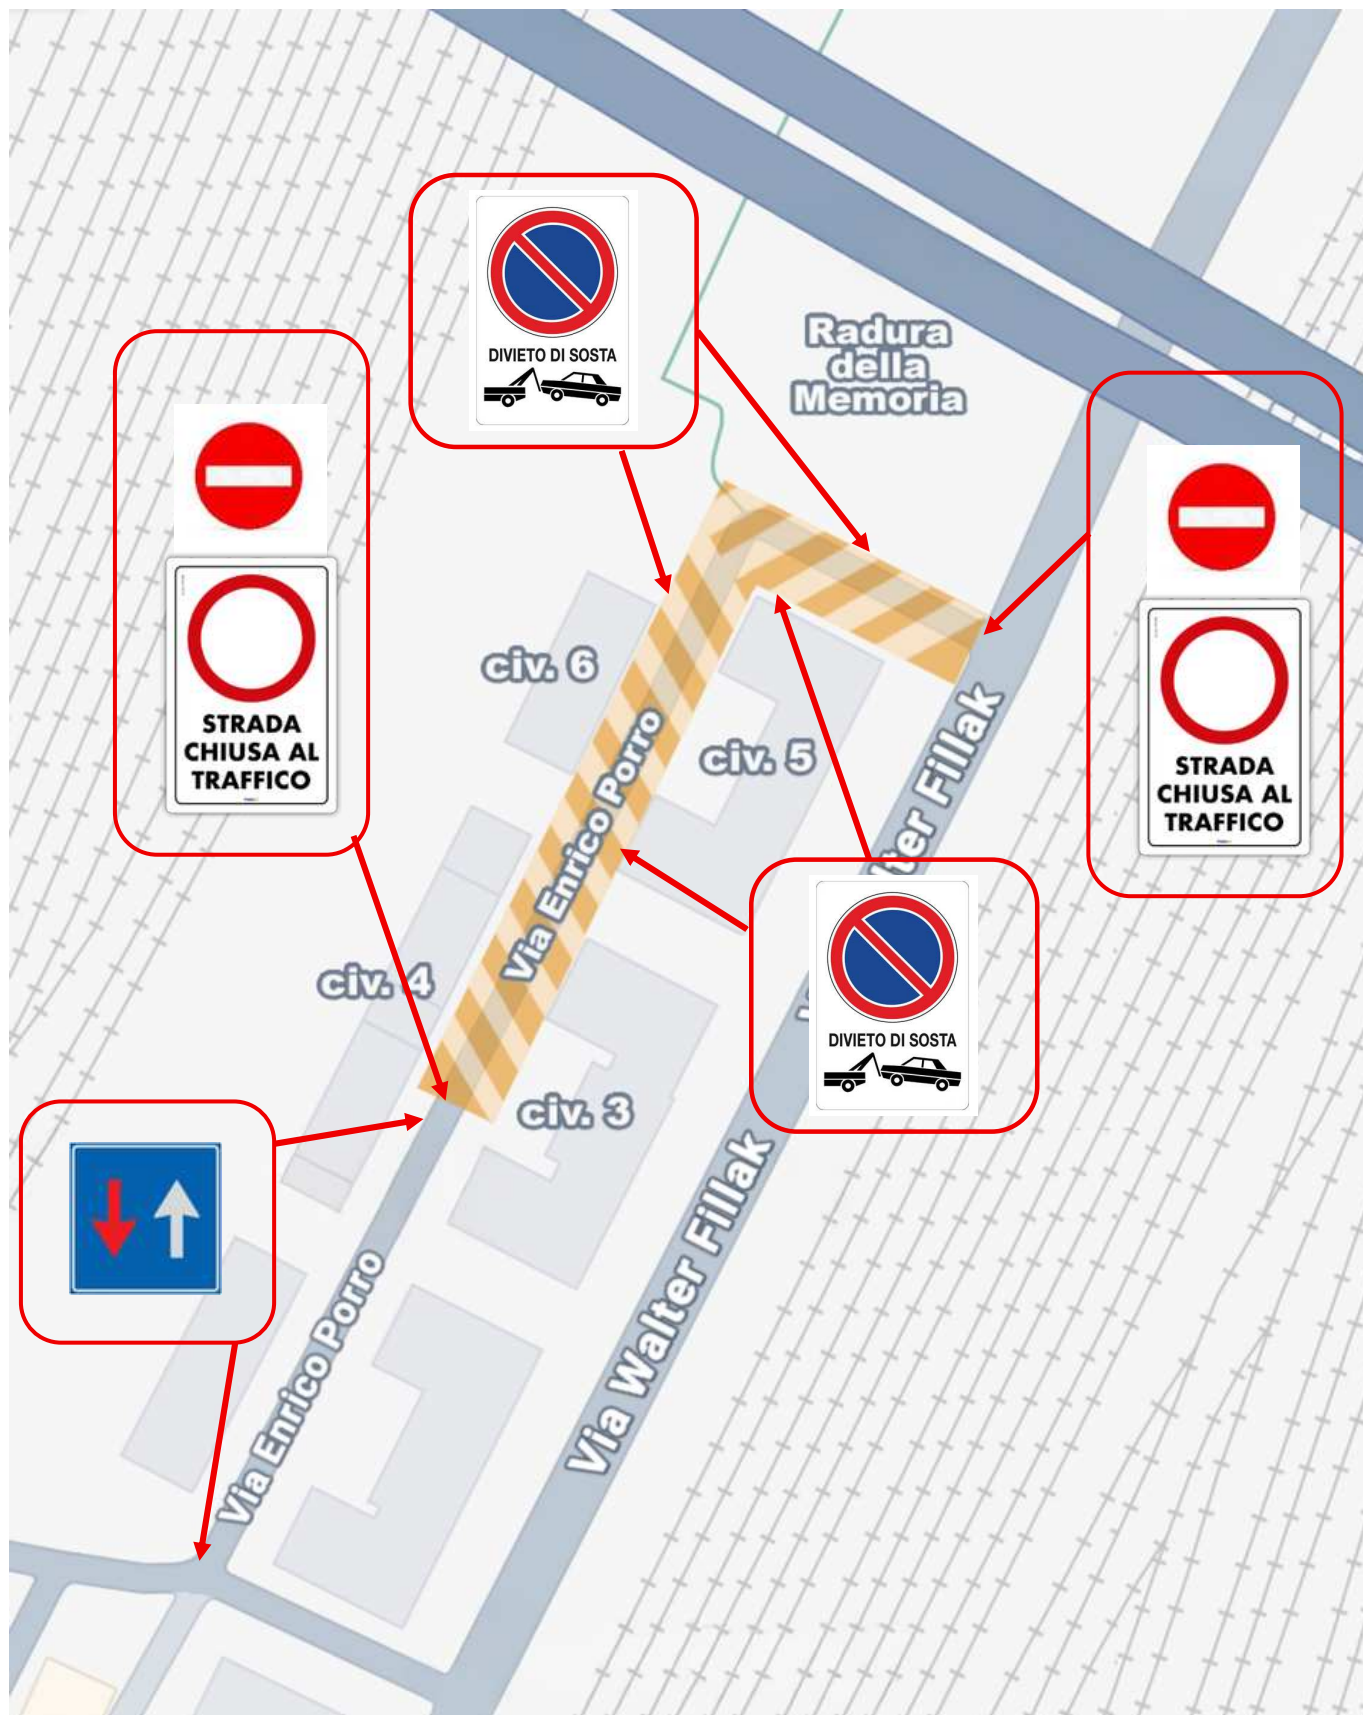 DIVIETO DI SOSTA
Radura
della
Memoria
STRADA
CHIUSA AL
TRAFFICO
STRADA
CHIUSA AL
TRAFFICO
civ. 6
civ. 5
Via Enrico Porro
lter Fillak
civ. 4
DIVIETO DI SOSTA
civ. 3
Via Walter Fillak
Via Enrico Porro